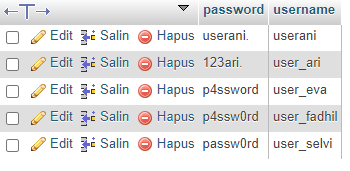 password username
Edit Salin Hapus userani. userani
Edit Salin Hapus 123ari. user_ari
Edit Salin Hapus p4ssword user_eva
Edit Salin Hapus p4ssw0rd user_fadhil
Edit Salin Hapus passw0rd user_selvi